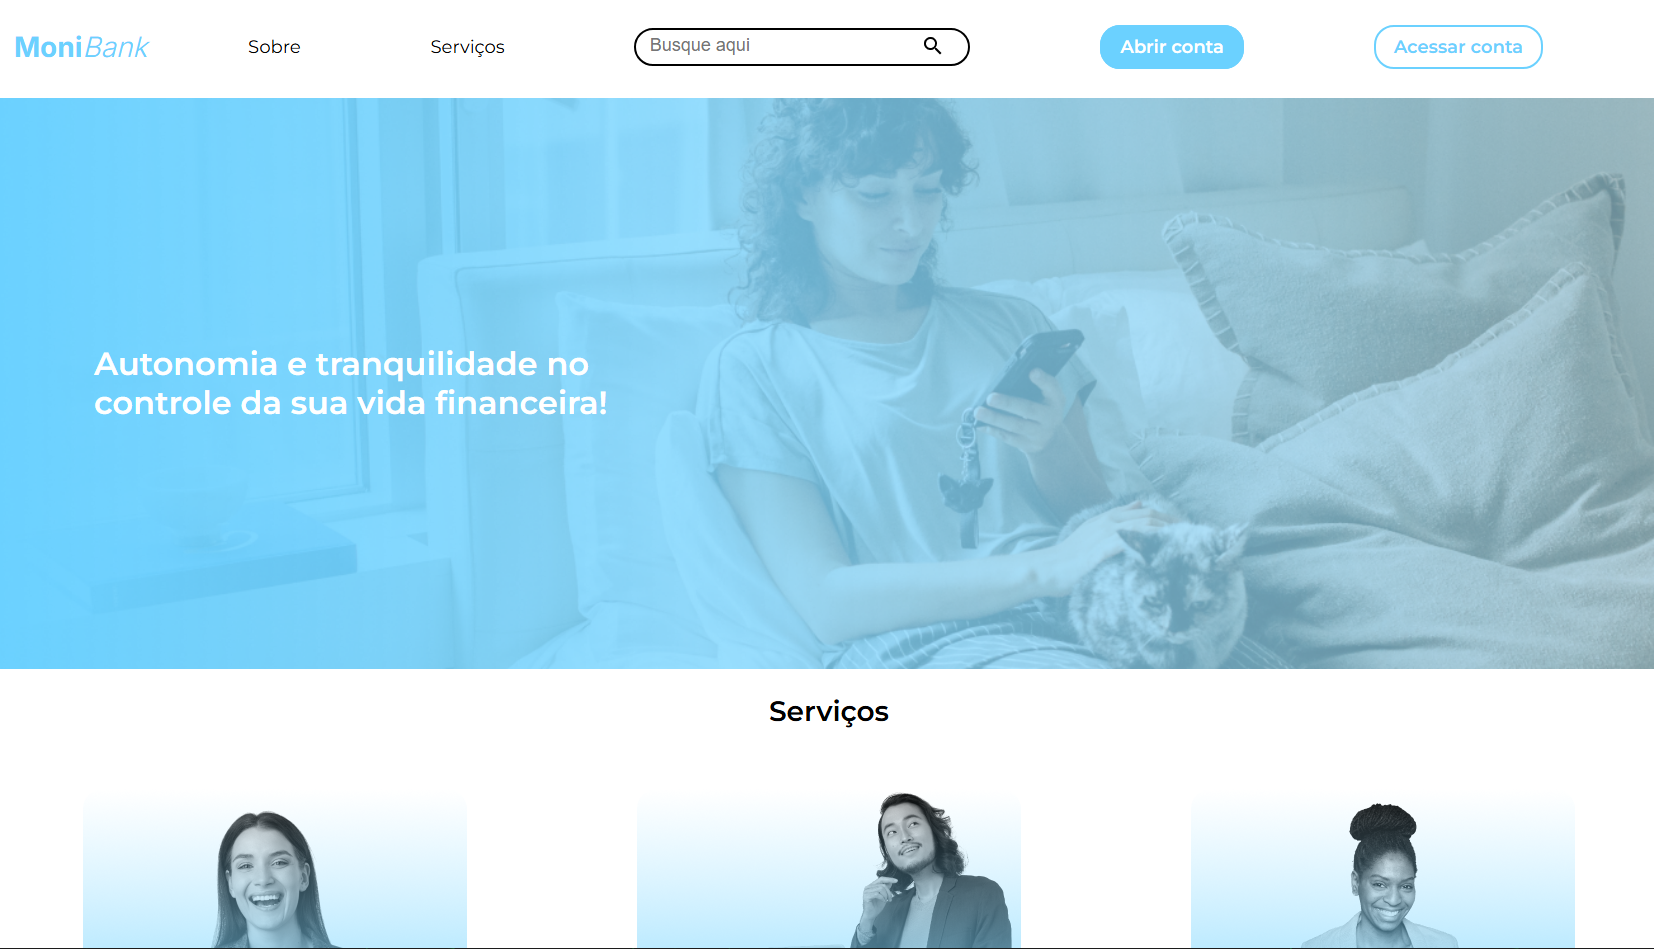 MoniBank
Sobre
Serviços
Busque aqui
Abrir conta
Acessar conta
Autonomia e tranquilidade no
controle da sua vida financeira!
Serviços